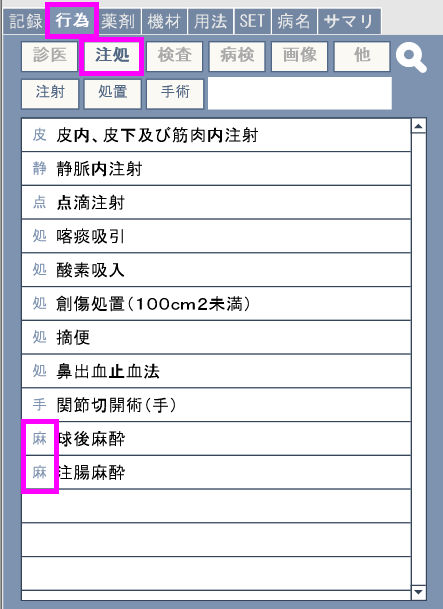 記録 行為 薬剤 機材 用法 SET 病名 サマリ
診医 注処 検査 病検 画像 他
注射 処置 手術
皮 皮内、皮下及び筋肉内注射
静 静脈内注射
点 点滴注射
処 喀痰吸引
処 酸素吸入
処 創傷処置(100cm2未満)
処 摘便
処 鼻出血止血法
手 関節切開術(手)
麻 球後麻酔
麻 注腸麻酔